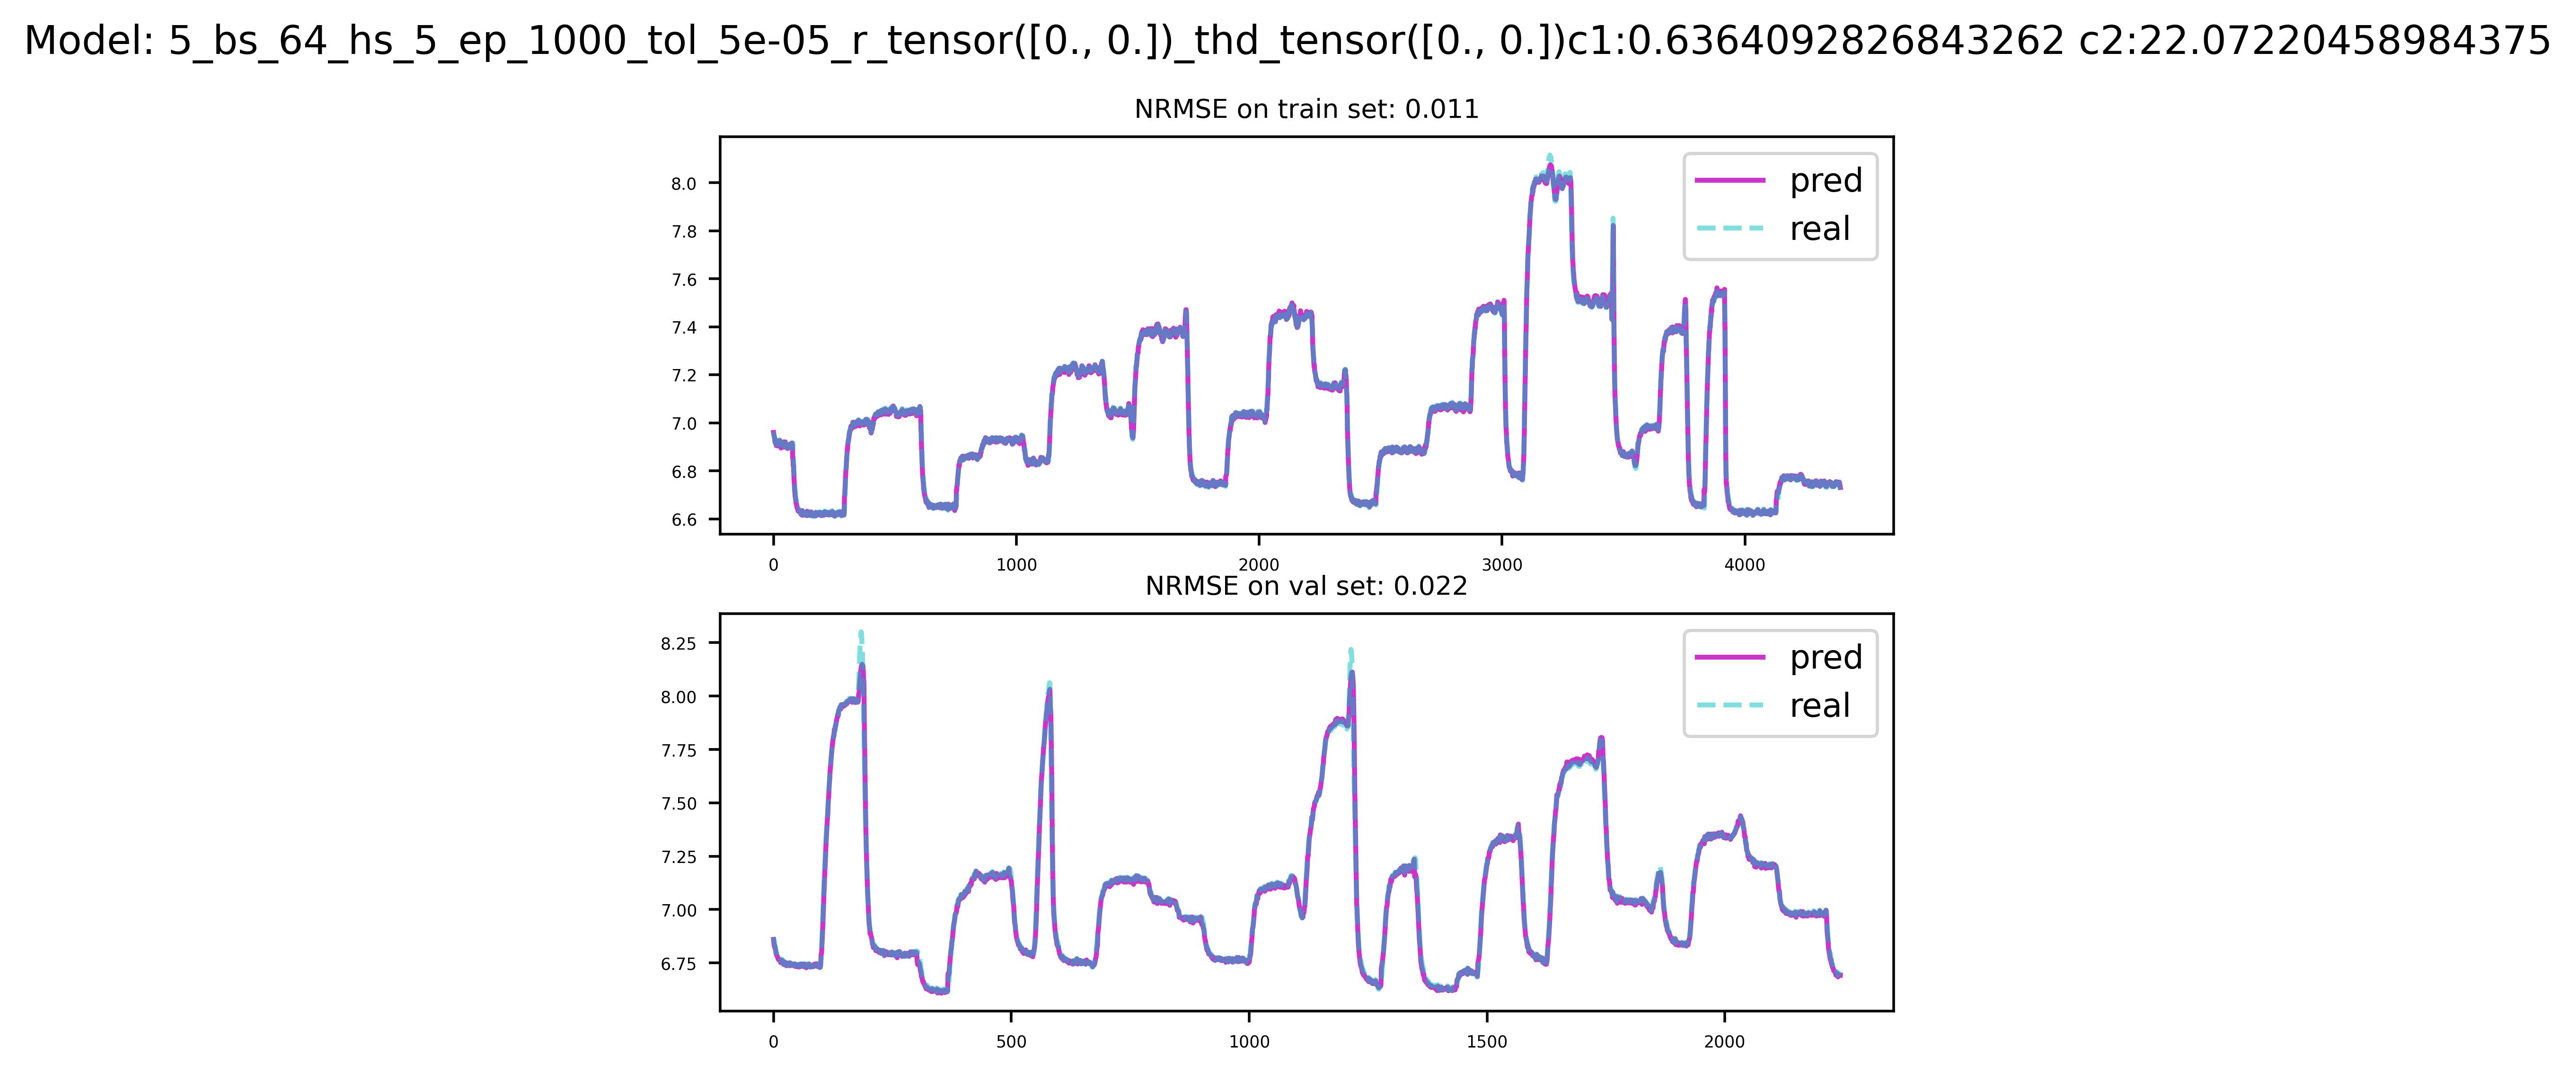 Model: 5_bs_64_hs_5_ep_1000_tol_5e-05_r_tensor([0., 0.])_thd_tensor([0., 0.])c1:0.6364092826843262 c2:22.07220458984375
NRMSE on train set: 0.011
8.0
7.8
7.6
7.4
7.2
7.0
6.8
6.6
pred
real
0 1000 2000 3000 4000
NRMSE on val set: 0.022
8.25
8.00
7.75
7.50
7.25
7.00
6.75
pred
real
0 500 1000 1500 2000